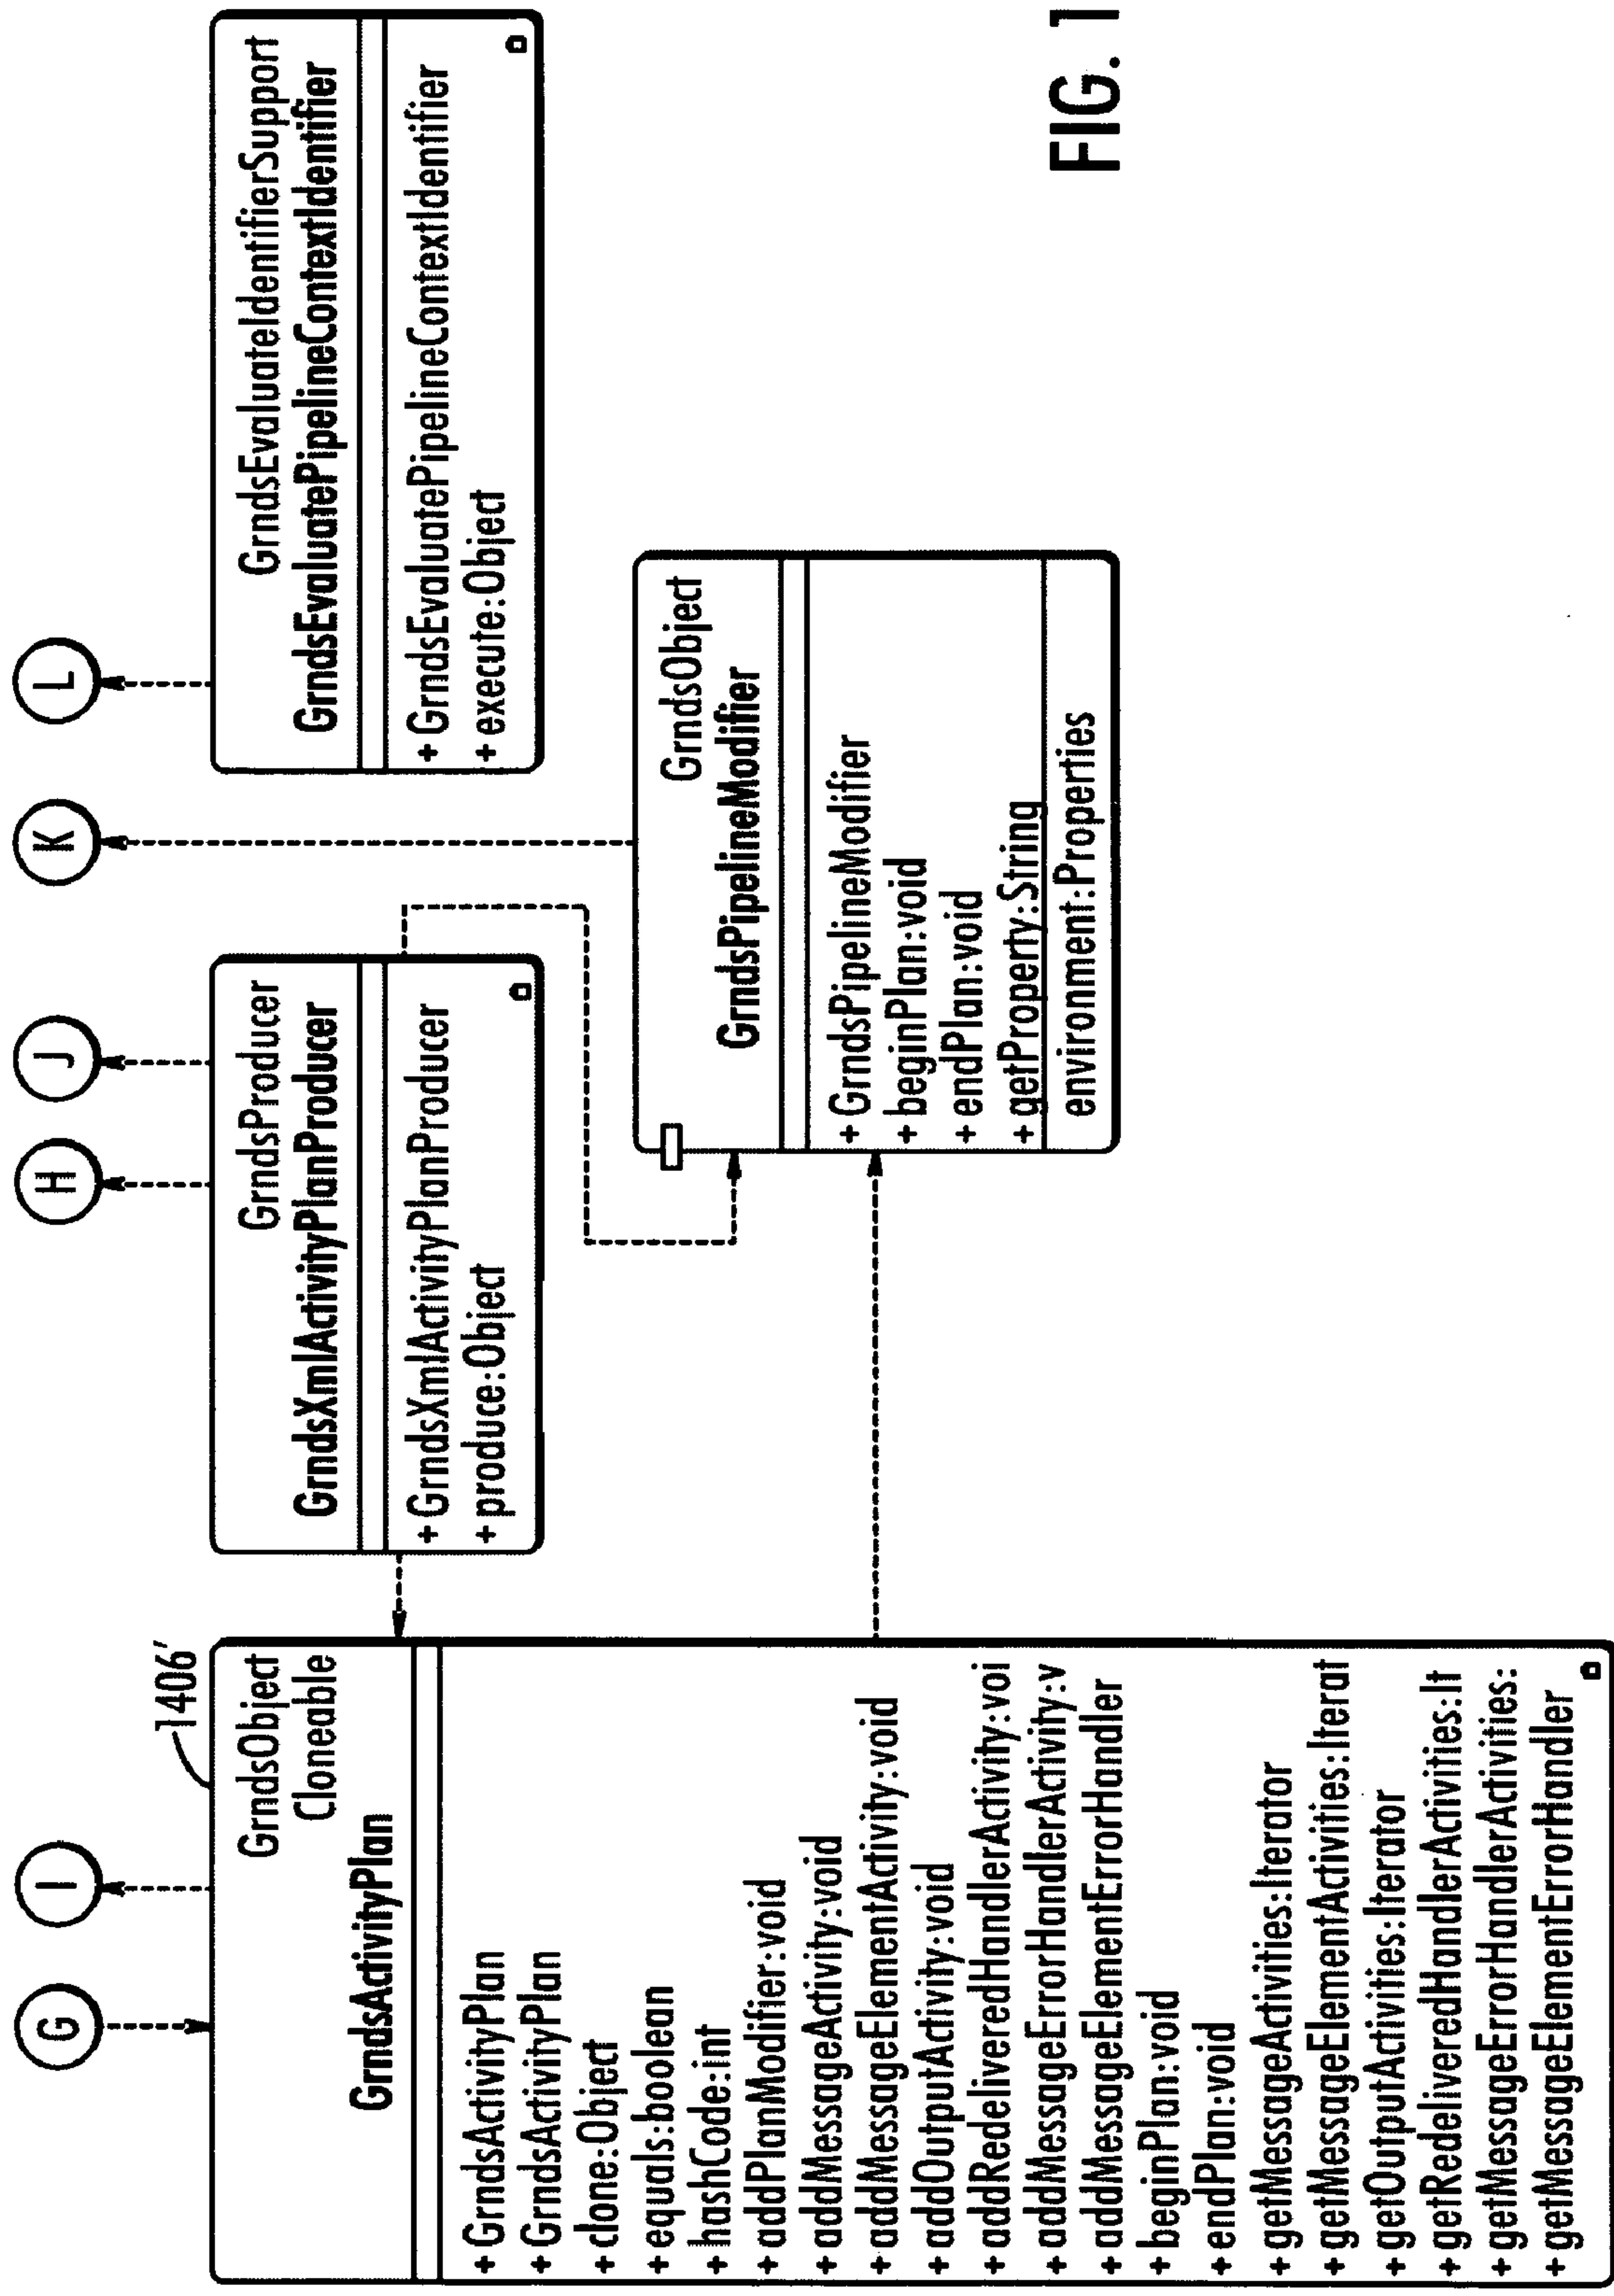 G
I
H
J
K
L
1406'
GrndsObject
Cloneable
GrndsActivityPlan
+GrndsActivityPlan
+GrndsActivityPlan
+clone:Object
+equals:boolean
+hashCode:int
+addPlanModifier:void
+addMessageActivity:void
+addMessageElementActivity:void
+addOutputActivity:void
+addRedeliveredHandlerActivity:voi
+addMessageErrorHandlerActivity:v
+addMessageElementErrorHandler
+beginPlan:void
+endPlan:void
+getMessageActivities:Iterator
+getMessageElementActivities:Iterat
+getOutputActivities:Iterator
+getRedeliveredHandlerActivities:It
+getMessageErrorHandlerActivities:
+getMessageElementErrorHandler
GrndsProducer
GrndsXmlActivityPlanProducer
+GrndsXmlActivityPlanProducer
+produce:Object
GrndsObject
GrndsPipelineModifier
+GrndsPipelineModifier
+beginPlan:void
+endPlan:void
+getProperty:String
environment:Properties
GrndsEvaluateIdentifierSupport
GrndsEvaluatePipelineContextIdentifier
+GrndsEvaluatePipelineContextIdentifier
+execute:Object
FIG. 1